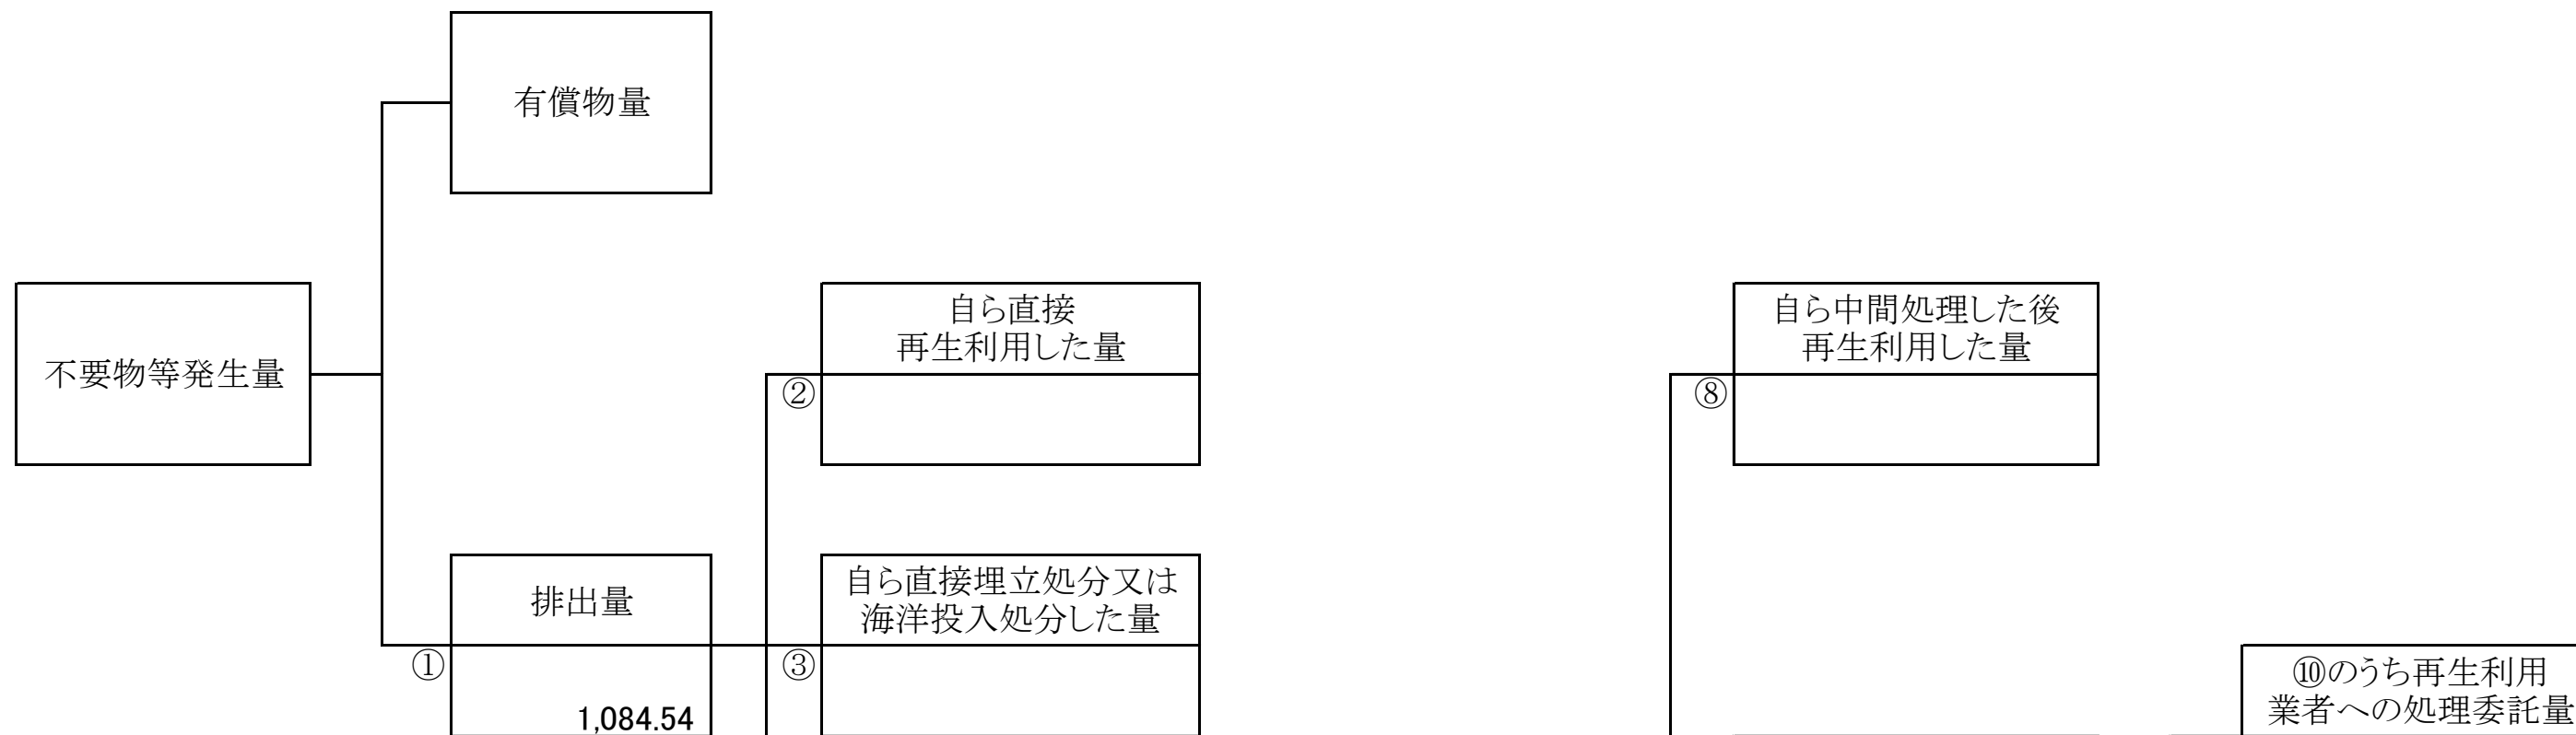 有償物量
不要物等発生量
自ら直接
再生利用した量
②
自ら中間処理した後
再生利用した量
⑧
排出量
①
1,084.54
自ら直接埋立処分又は
海洋投入処分した量
③
⑩のうち再生利用
業者への処理委託量